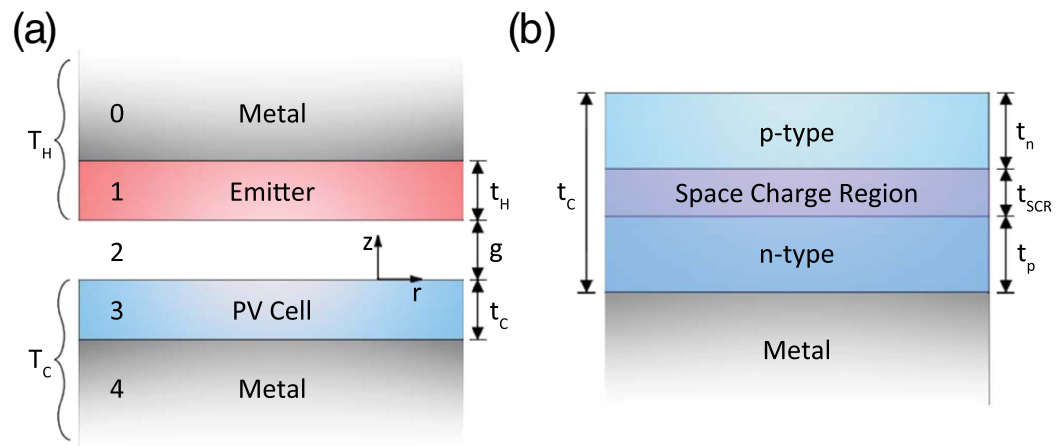 (a)
0 Metal
T_H
1 Emitter
t_H
2
z
g
r
3 PV Cell
t_C
T_C
4 Metal
(b)
p-type
t_n
t_C
Space Charge Region
t_SCR
n-type
t_p
Metal